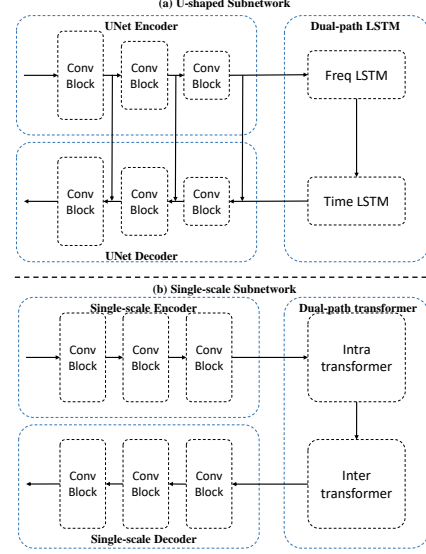 (a) U-shaped Subnetwork
UNet Encoder
Dual-path LSTM
Conv
Block
Conv
Block
Conv
Block
Freq LSTM
Conv
Block
Conv
Block
Conv
Block
Time LSTM
UNet Decoder
(b) Single-scale Subnetwork
Single-scale Encoder
Dual-path transformer
Conv
Block
Conv
Block
Conv
Block
Intra
transformer
Conv
Block
Conv
Block
Conv
Block
Inter
transformer
Single-scale Decoder